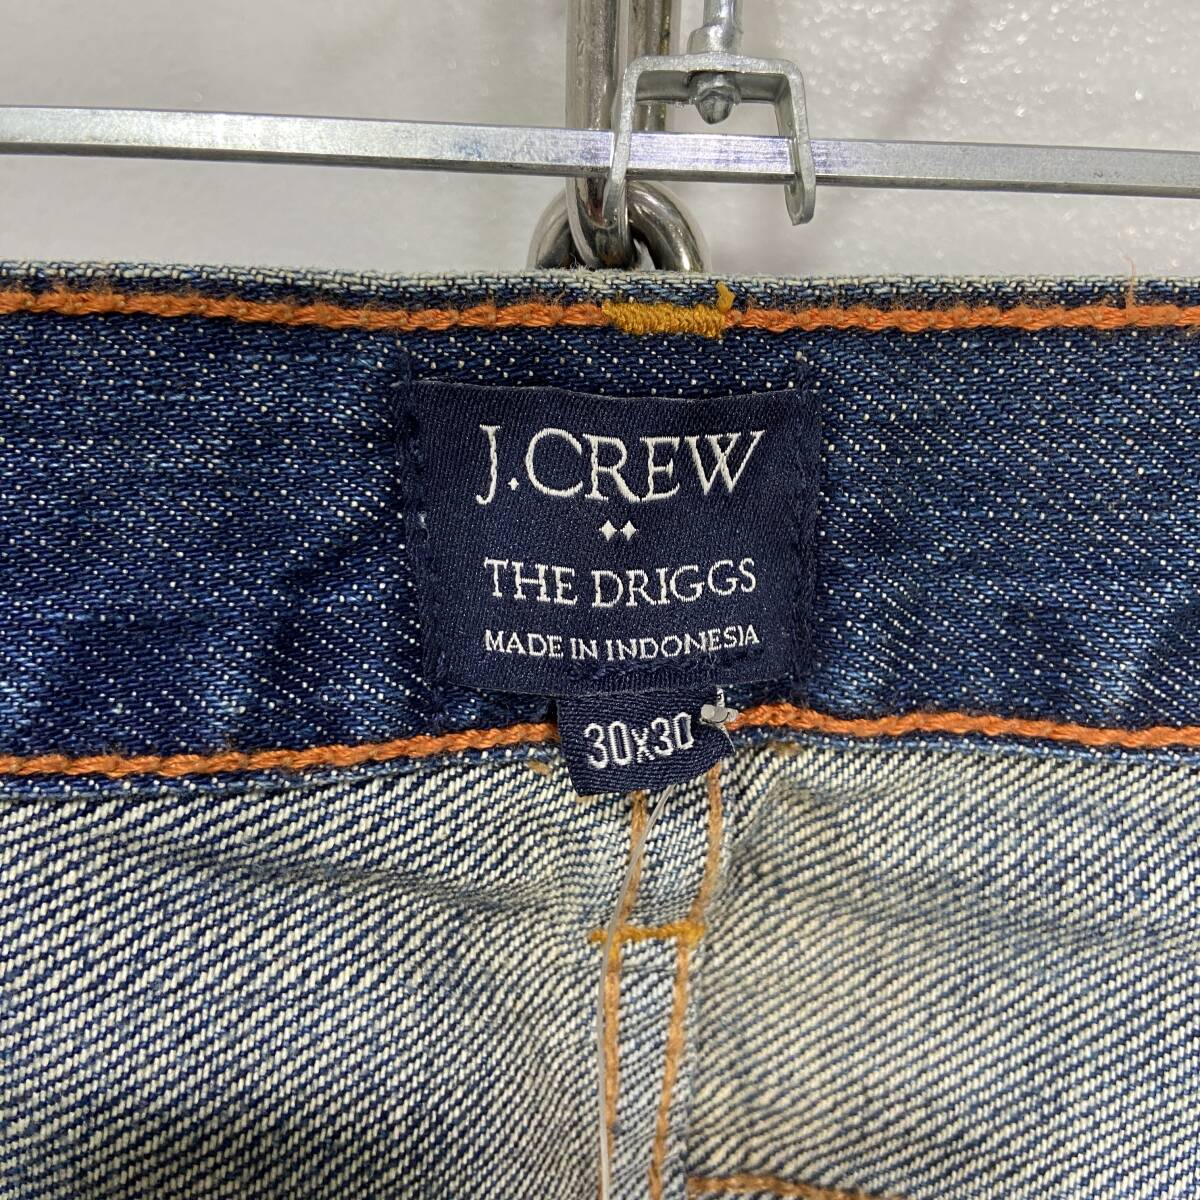 J.CREW
THE DRIGGS
MADE IN INDONESIA
30x30